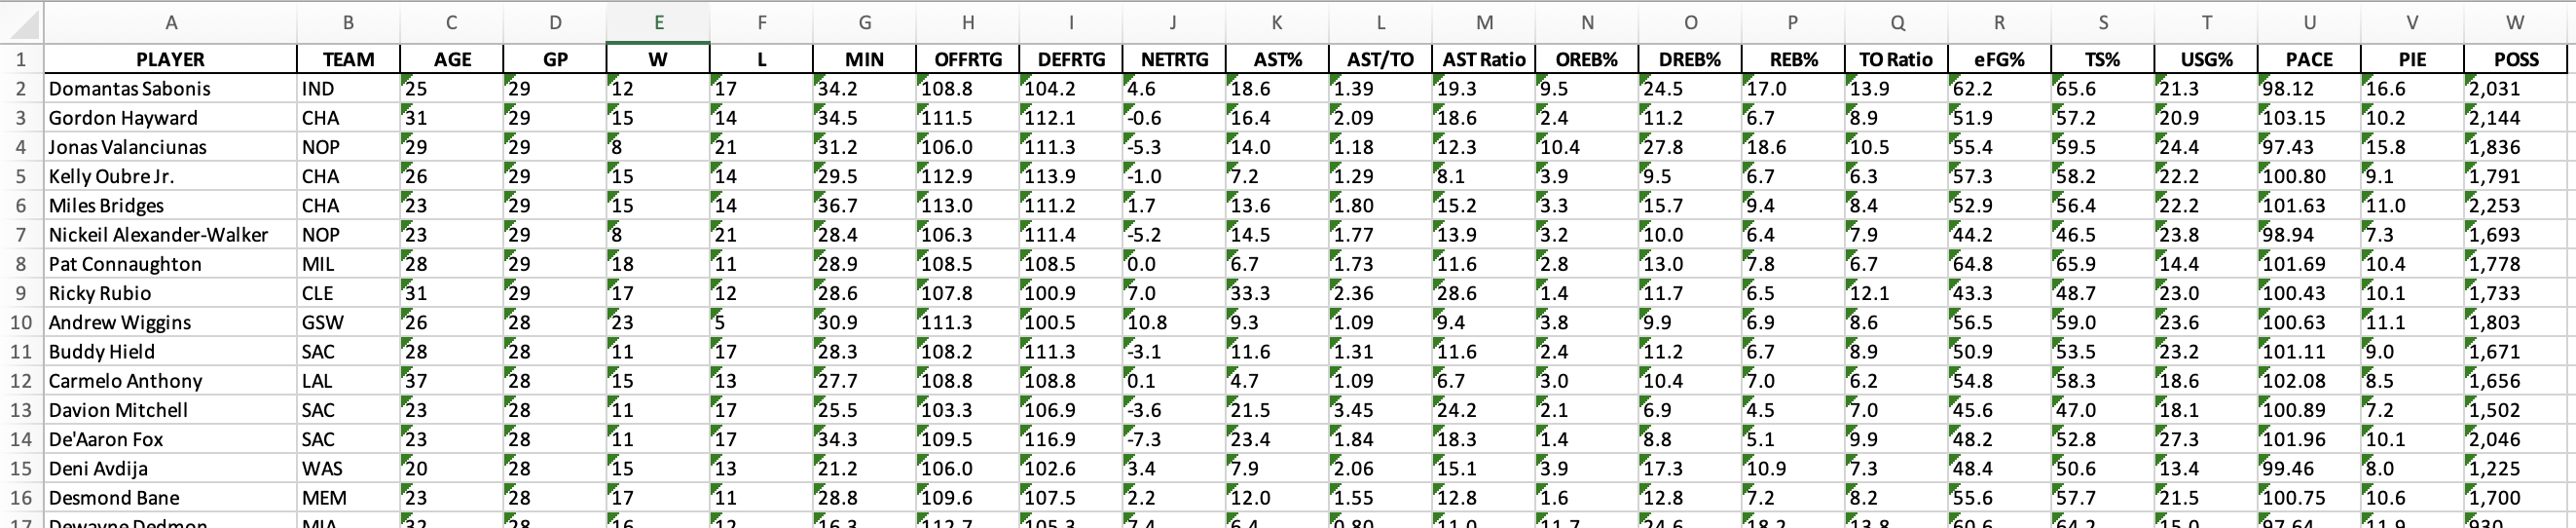 A B C D E F G H I J K L M N O P Q R S T U V W
1 PLAYER TEAM AGE GP W L MIN OFFRTG DEFRTG NETRTG AST% AST/TO AST Ratio OREB% DREB% REB% TO Ratio eFG% TS% USG% PACE PIE POSS
2 Domantas Sabonis IND 25 29 12 17 34.2 108.8 104.2 4.6 18.6 1.39 19.3 9.5 24.5 17.0 13.9 62.2 65.6 21.3 98.12 16.6 2,031
3 Gordon Hayward CHA 31 29 15 14 34.5 111.5 112.1 -0.6 16.4 2.09 18.6 2.4 11.2 6.7 8.9 51.9 57.2 20.9 103.15 10.2 2,144
4 Jonas Valanciunas NOP 29 29 8 21 31.2 106.0 111.3 -5.3 14.0 1.18 12.3 10.4 27.8 18.6 10.5 55.4 59.5 24.4 97.43 15.8 1,836
5 Kelly Oubre Jr. CHA 26 29 15 14 29.5 112.9 113.9 -1.0 7.2 1.29 8.1 3.9 9.5 6.7 6.3 57.3 58.2 22.2 100.80 9.1 1,791
6 Miles Bridges CHA 23 29 15 14 36.7 113.0 111.2 1.7 13.6 1.80 15.2 3.3 15.7 9.4 8.4 52.9 56.4 22.2 101.63 11.0 2,253
7 Nickeil Alexander-Walker NOP 23 29 8 21 28.4 106.3 111.4 -5.2 14.5 1.77 13.9 3.2 10.0 6.4 7.9 44.2 46.5 23.8 98.94 7.3 1,693
8 Pat Connaughton MIL 28 29 18 11 28.9 108.5 108.5 0.0 6.7 1.73 11.6 2.8 13.0 7.8 6.7 64.8 65.9 14.4 101.69 10.4 1,778
9 Ricky Rubio CLE 31 29 17 12 28.6 107.8 100.9 7.0 33.3 2.36 28.6 1.4 11.7 6.5 12.1 43.3 48.7 23.0 100.43 10.1 1,733
10 Andrew Wiggins GSW 26 28 23 5 30.9 111.3 100.5 10.8 9.3 1.09 9.4 3.8 9.9 6.9 8.6 56.5 59.0 23.6 100.63 11.1 1,803
11 Buddy Hield SAC 28 28 11 17 28.3 108.2 111.3 -3.1 11.6 1.31 11.6 2.4 11.2 6.7 8.9 50.9 53.5 23.2 101.11 9.0 1,671
12 Carmelo Anthony LAL 37 28 15 13 27.7 108.8 108.8 0.1 4.7 1.09 6.7 3.0 10.4 7.0 6.2 54.8 58.3 18.6 102.08 8.5 1,656
13 Davion Mitchell SAC 23 28 11 17 25.5 103.3 106.9 -3.6 21.5 3.45 24.2 2.1 6.9 4.5 7.0 45.6 47.0 18.1 100.89 7.2 1,502
14 De'Aaron Fox SAC 23 28 11 17 34.3 109.5 116.9 -7.3 23.4 1.84 18.3 1.4 8.8 5.1 9.9 48.2 52.8 27.3 101.96 10.1 2,046
15 Deni Avdija WAS 20 28 15 13 21.2 106.0 102.6 3.4 7.9 2.06 15.1 3.9 17.3 10.9 7.3 48.4 50.6 13.4 99.46 8.0 1,225
16 Desmond Bane MEM 23 28 17 11 28.8 109.6 107.5 2.2 12.0 1.55 12.8 1.6 12.8 7.2 8.2 55.6 57.7 21.5 100.75 10.6 1,700
17 Dewayne Dedmon MIA 32 28 16 12 16.3 112.7 105.3 7.4 6.4 0.80 11.0 11.7 24.6 18.2 13.8 60.6 64.2 15.0 97.64 11.9 930